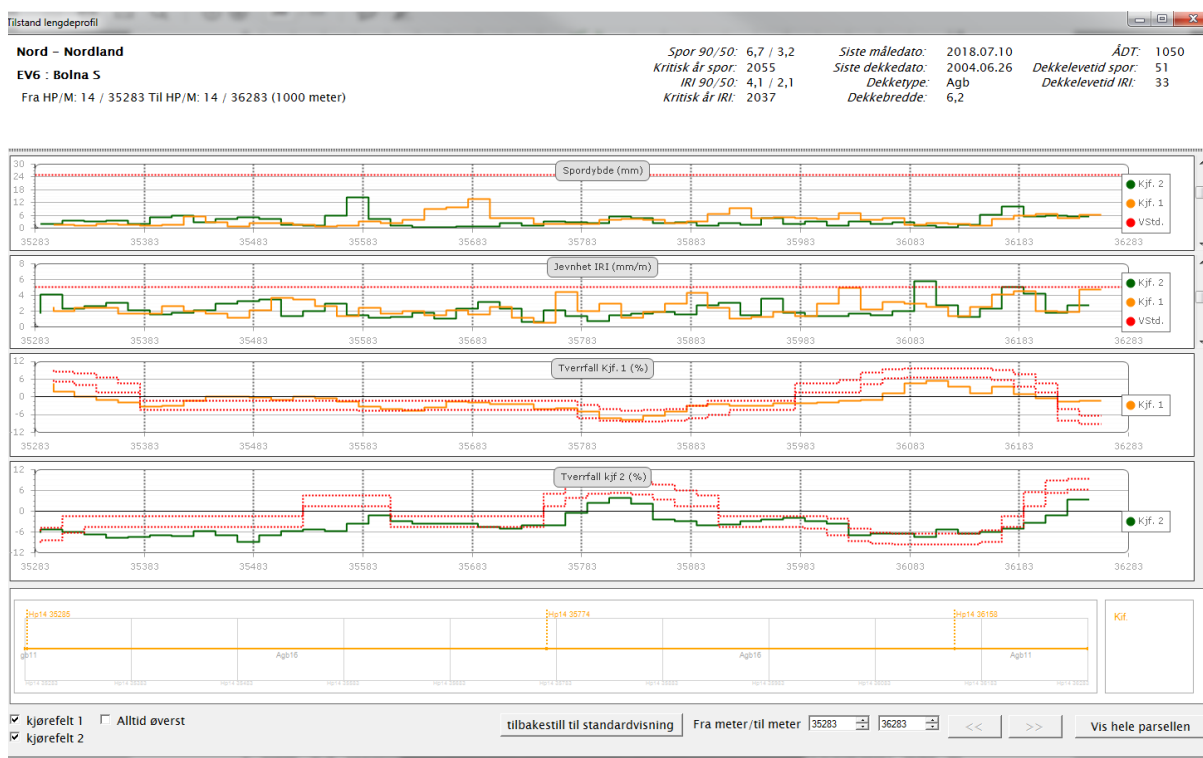 Tilstand lengdeprofil
Nord – Nordland
EV6 : Bolna S
Fra HP/M: 14 / 35283 Til HP/M: 14 / 36283 (1000 meter)
Spor 90/50: 6,7 / 3,2 Siste måledato: 2018.07.10 ÅDT: 1050
Kritisk år spor: 2055 Siste dekkedato: 2004.06.26 Dekkelevetid spor: 51
IRI 90/50: 4,1 / 2,1 Dekketype: Agb Dekkelevetid IRI: 33
Kritisk år IRI: 2037 Dekkebredde: 6,2
Spordybde (mm)
30
24
18
12
6
0
35283 35383 35483 35583 35683 35783 35883 35983 36083 36183 36283
Kjf. 2
Kjf. 1
VStd.
Jevnhet IRI (mm/m)
8
6
4
2
0
35283 35383 35483 35583 35683 35783 35883 35983 36083 36183 36283
Kjf. 2
Kjf. 1
VStd.
Tverrfall Kjf. 1 (%)
12
6
0
-6
-12
35283 35383 35483 35583 35683 35783 35883 35983 36083 36183 36283
Kjf. 1
Tverrfall kjf 2 (%)
12
6
0
-6
-12
35283 35383 35483 35583 35683 35783 35883 35983 36083 36183 36283
Kjf. 2
Hp14 35285 Hp14 35774 Hp14 36158
gb11 Agb16 Agb16 Agb11
Kjf.
kjørefelt 1 Alltid øverst
kjørefelt 2
tilbakestill til standardvisning Fra meter/til meter 35283 36283 << >> Vis hele parsellen